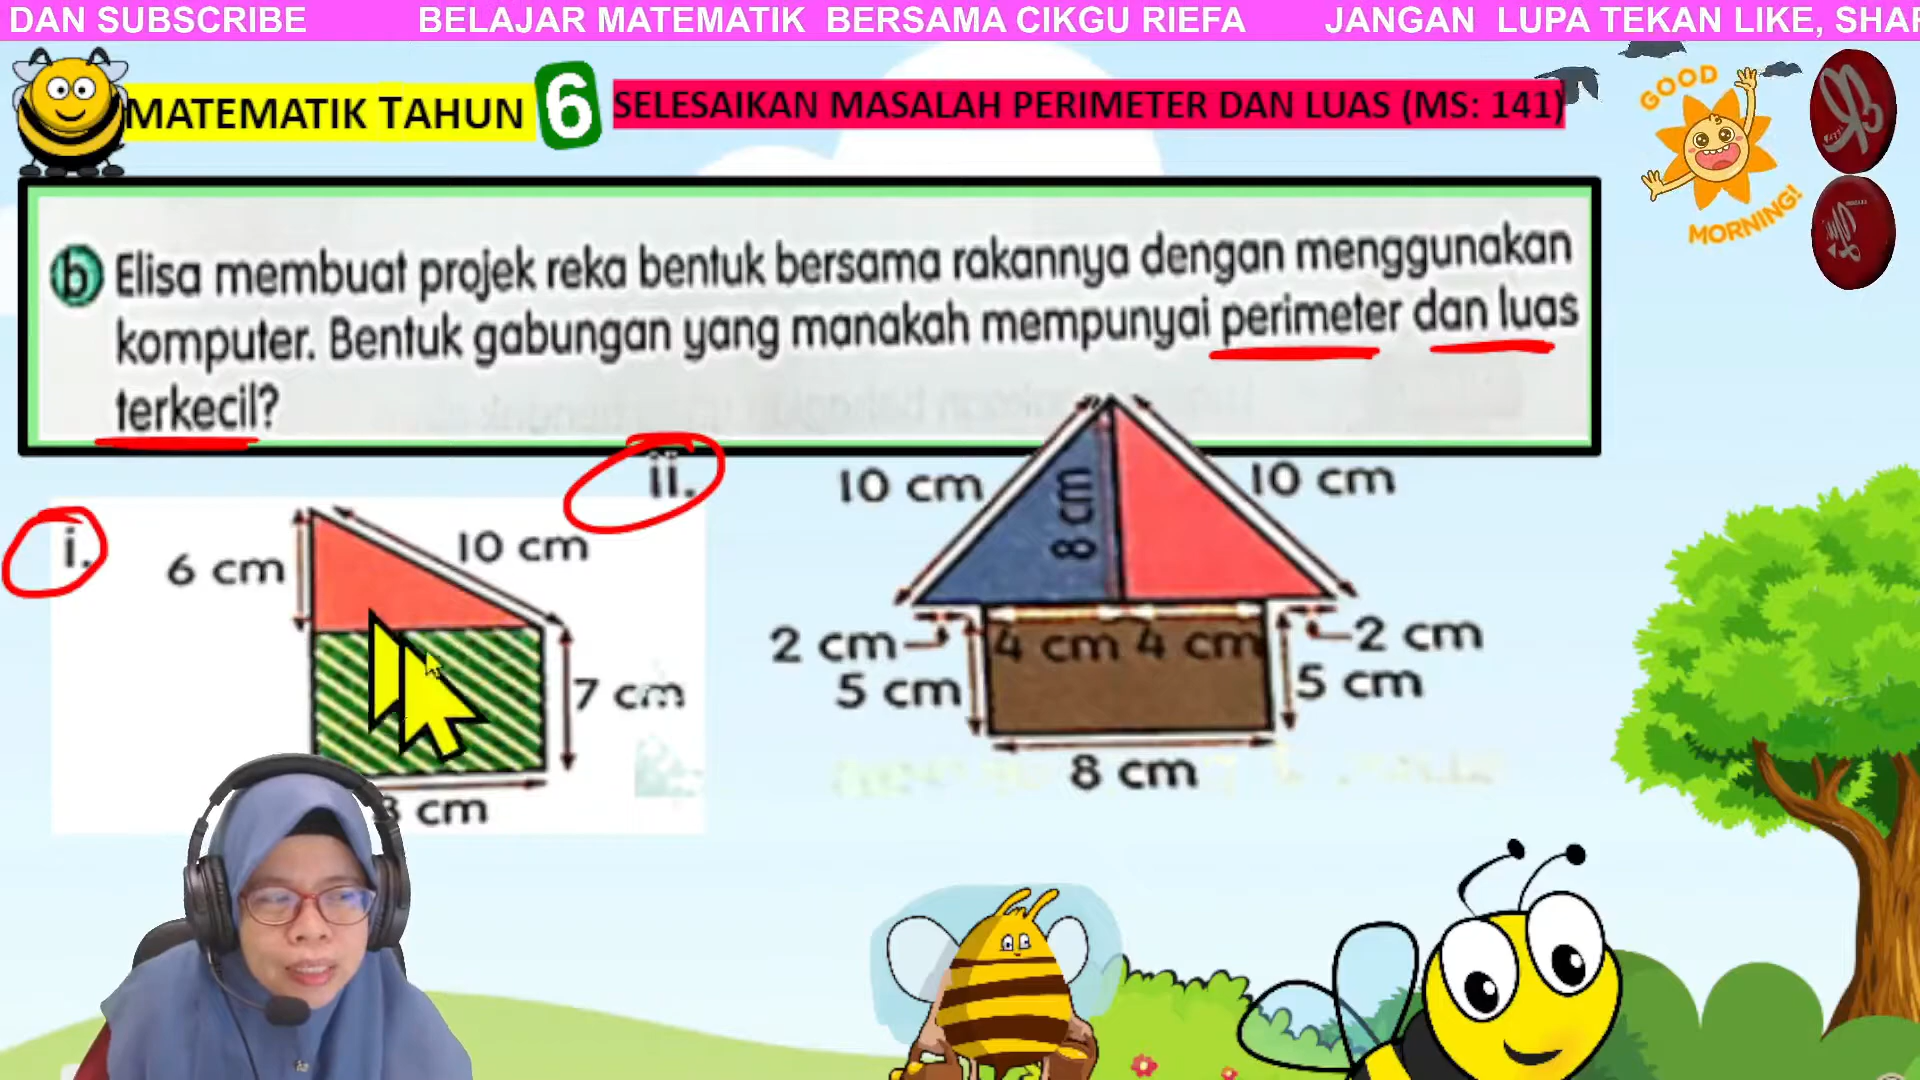 DAN SUBSCRIBE BELAJAR MATEMATIK BERSAMA CIKGU RIEFA JANGAN LUPA TEKAN LIKE, SHAR
MATEMATIK TAHUN 6 SELESAIKAN MASALAH PERIMETER DAN LUAS (MS: 141)
GOOD
MORNING!
b Elisa membuat projek reka bentuk bersama rakannya dengan menggunakan
komputer. Bentuk gabungan yang manakah mempunyai perimeter dan luas
terkecil?
i.
6 cm
10 cm
7 cm
8 cm
ii.
10 cm
8 cm
10 cm
2 cm
4 cm 4 cm
2 cm
5 cm
5 cm
8 cm